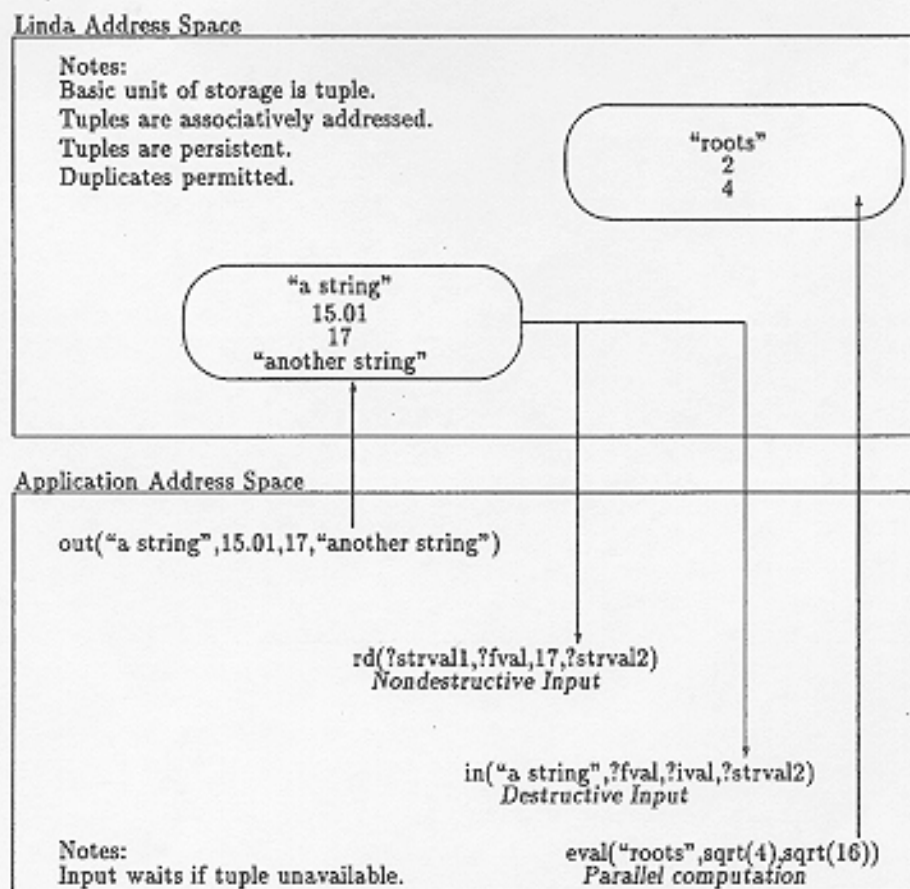 Linda Address Space
Notes:
Basic unit of storage is tuple.
Tuples are associatively addressed.
Tuples are persistent.
Duplicates permitted.
“roots”
2
4
“a string”
15.01
17
“another string”
Application Address Space
out(“a string”,15.01,17,“another string”)
rd(?strval1,?fval,17,?strval2)
Nondestructive Input
in(“a string”,?fval,?ival,?strval2)
Destructive Input
Notes:
Input waits if tuple unavailable.
eval(“roots”,sqrt(4),sqrt(16))
Parallel computation